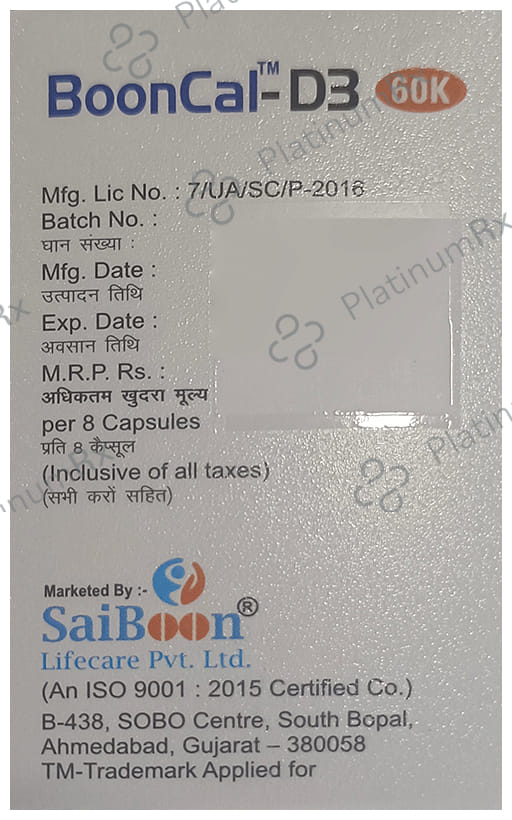 BoonCal™-D3 60K
Mfg. Lic No. : 7/UA/SC/P-2016
Batch No. :
घान संख्या :
Mfg. Date :
उत्पादन तिथि
Exp. Date :
अवसान तिथि
M.R.P. Rs. :
अधिकतम खुदरा मूल्य
per 8 Capsules
प्रति 8 कैप्सूल
(Inclusive of all taxes)
(सभी करों सहित)
Marketed By :-
SaiBoon®
Lifecare Pvt. Ltd.
(An ISO 9001 : 2015 Certified Co.)
B-438, SOBO Centre, South Bopal,
Ahmedabad, Gujarat – 380058
TM-Trademark Applied for
PlatinumRx